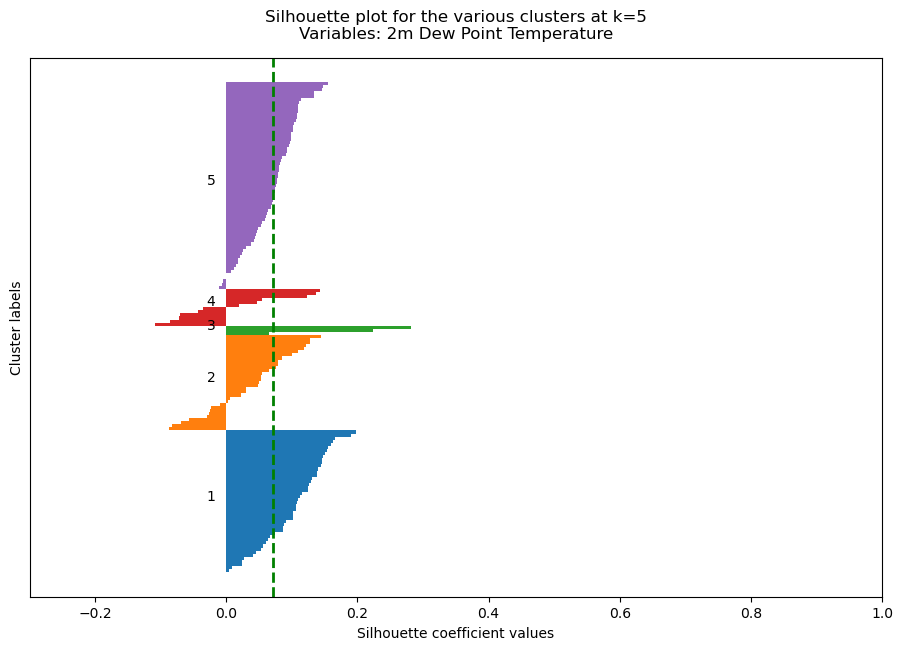 Silhouette plot for the various clusters at k=5
Variables: 2m Dew Point Temperature
5
4
3
2
1
Cluster labels
−0.2 0.0 0.2 0.4 0.6 0.8 1.0
Silhouette coefficient values